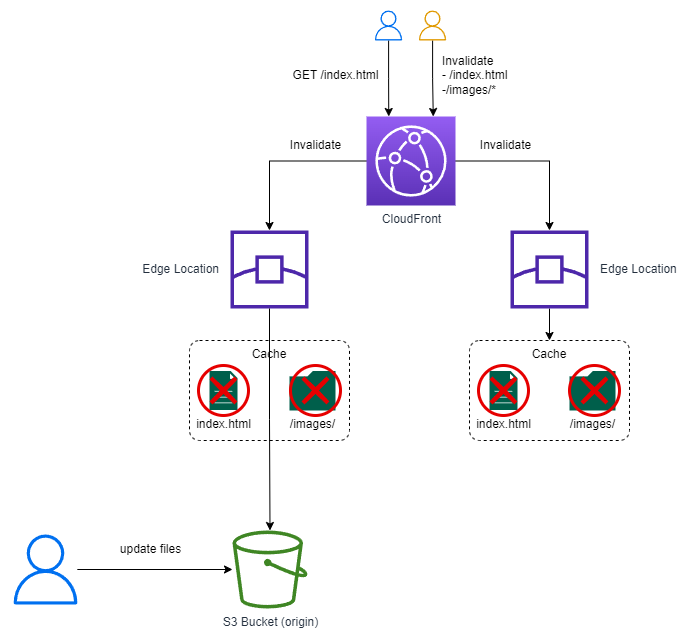 GET /index.html
Invalidate
- /index.html
-/images/*
Invalidate
Invalidate
CloudFront
Edge Location
Edge Location
Cache
index.html
/images/
Cache
index.html
/images/
update files
S3 Bucket (origin)